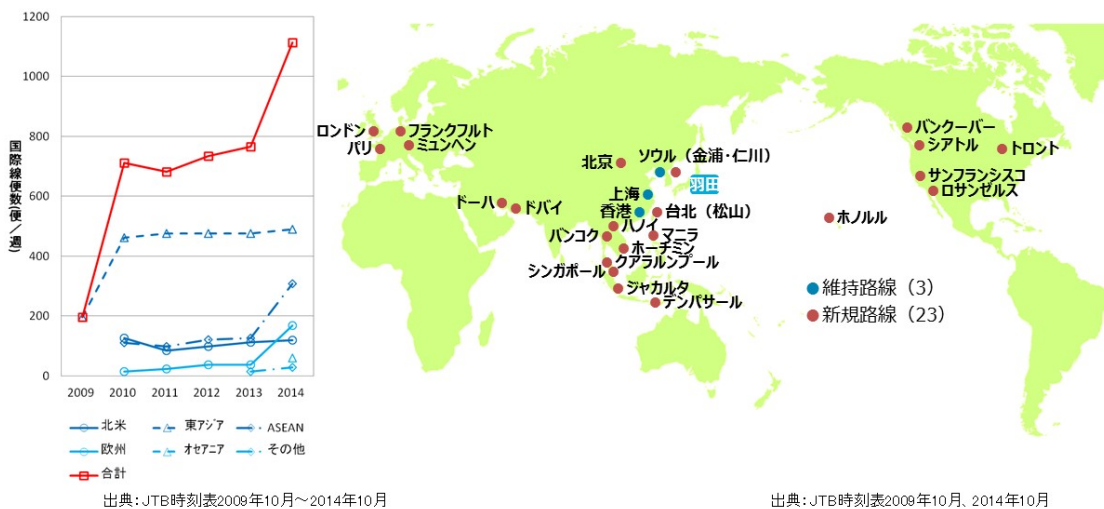 1200
1000
800
600
400
200
0
国際線便数(便／週)
2009 2010 2011 2012 2013 2014
北米 東アジア ASEAN
欧州 オセアニア その他
合計
出典：JTB時刻表2009年10月～2014年10月
ロンドン
フランクフルト
パリ
ミュンヘン
北京
ソウル（金浦・仁川）
羽田
上海
ドーハ
ドバイ
香港
台北（松山）
ハノイ
バンコク
マニラ
ホーチミン
クアラルンプール
シンガポール
ジャカルタ
デンパサール
バンクーバー
シアトル
トロント
サンフランシスコ
ロサンゼルス
ホノルル
維持路線（3）
新規路線（23）
出典：JTB時刻表2009年10月、2014年10月